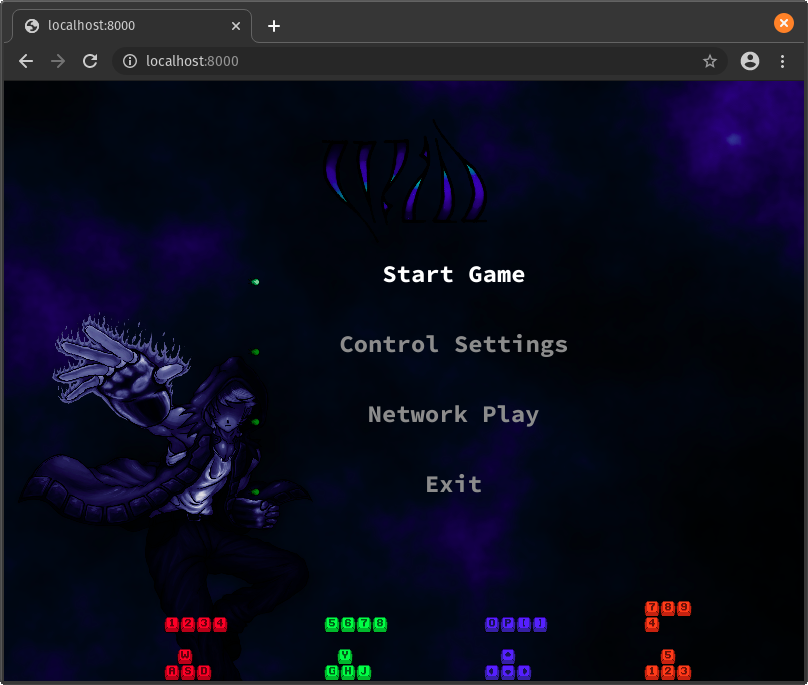 localhost:8000
localhost:8000
Start Game
Control Settings
Network Play
Exit
7 8 9
1 2 3 4
5 6 7 8
O P [ ]
4
W
Y
5
A S D
G H J
1 2 3